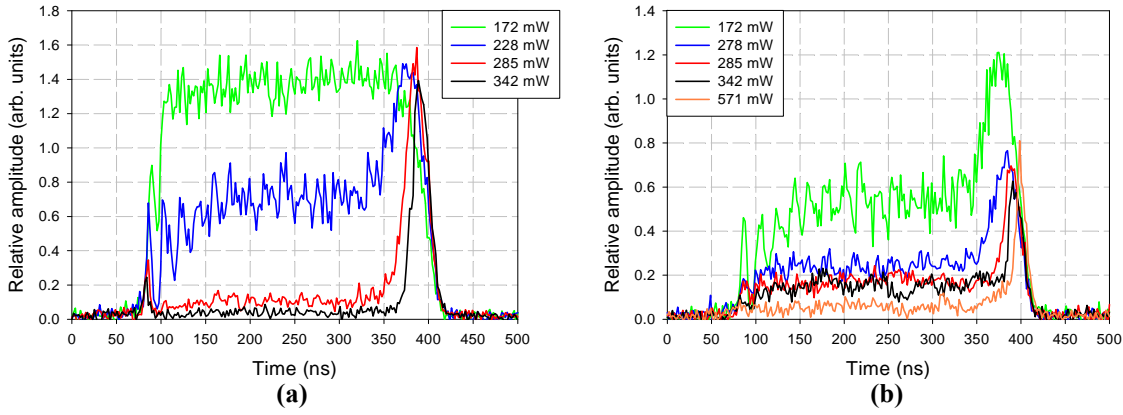 1.8
1.6
1.4
1.2
1.0
0.8
0.6
0.4
0.2
0.0
Relative amplitude (arb. units)
0 50 100 150 200 250 300 350 400 450 500
Time (ns)
172 mW
228 mW
285 mW
342 mW
(a)
1.4
1.2
1.0
0.8
0.6
0.4
0.2
0.0
Relative amplitude (arb. units)
0 50 100 150 200 250 300 350 400 450 500
Time (ns)
172 mW
278 mW
285 mW
342 mW
571 mW
(b)